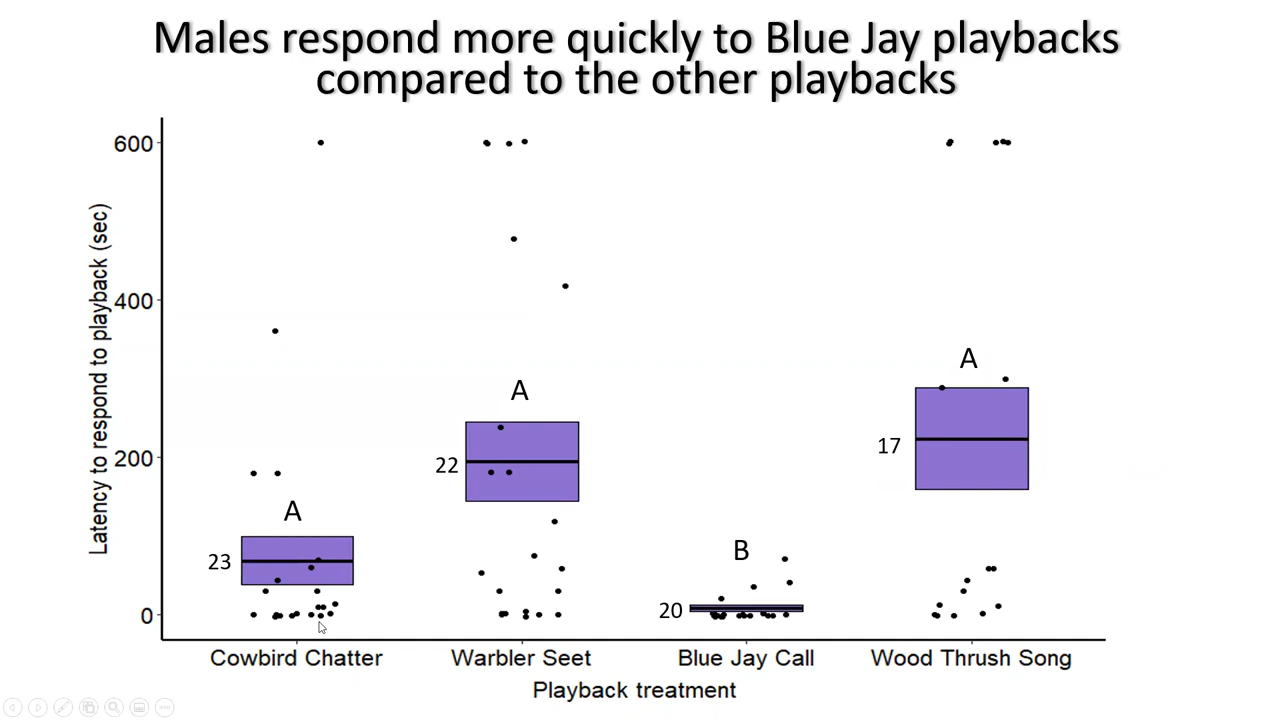 Males respond more quickly to Blue Jay playbacks
compared to the other playbacks
Latency to respond to playback (sec)
600
400
200
0
A
23
A
22
B
20
A
17
Cowbird Chatter
Warbler Seet
Blue Jay Call
Wood Thrush Song
Playback treatment